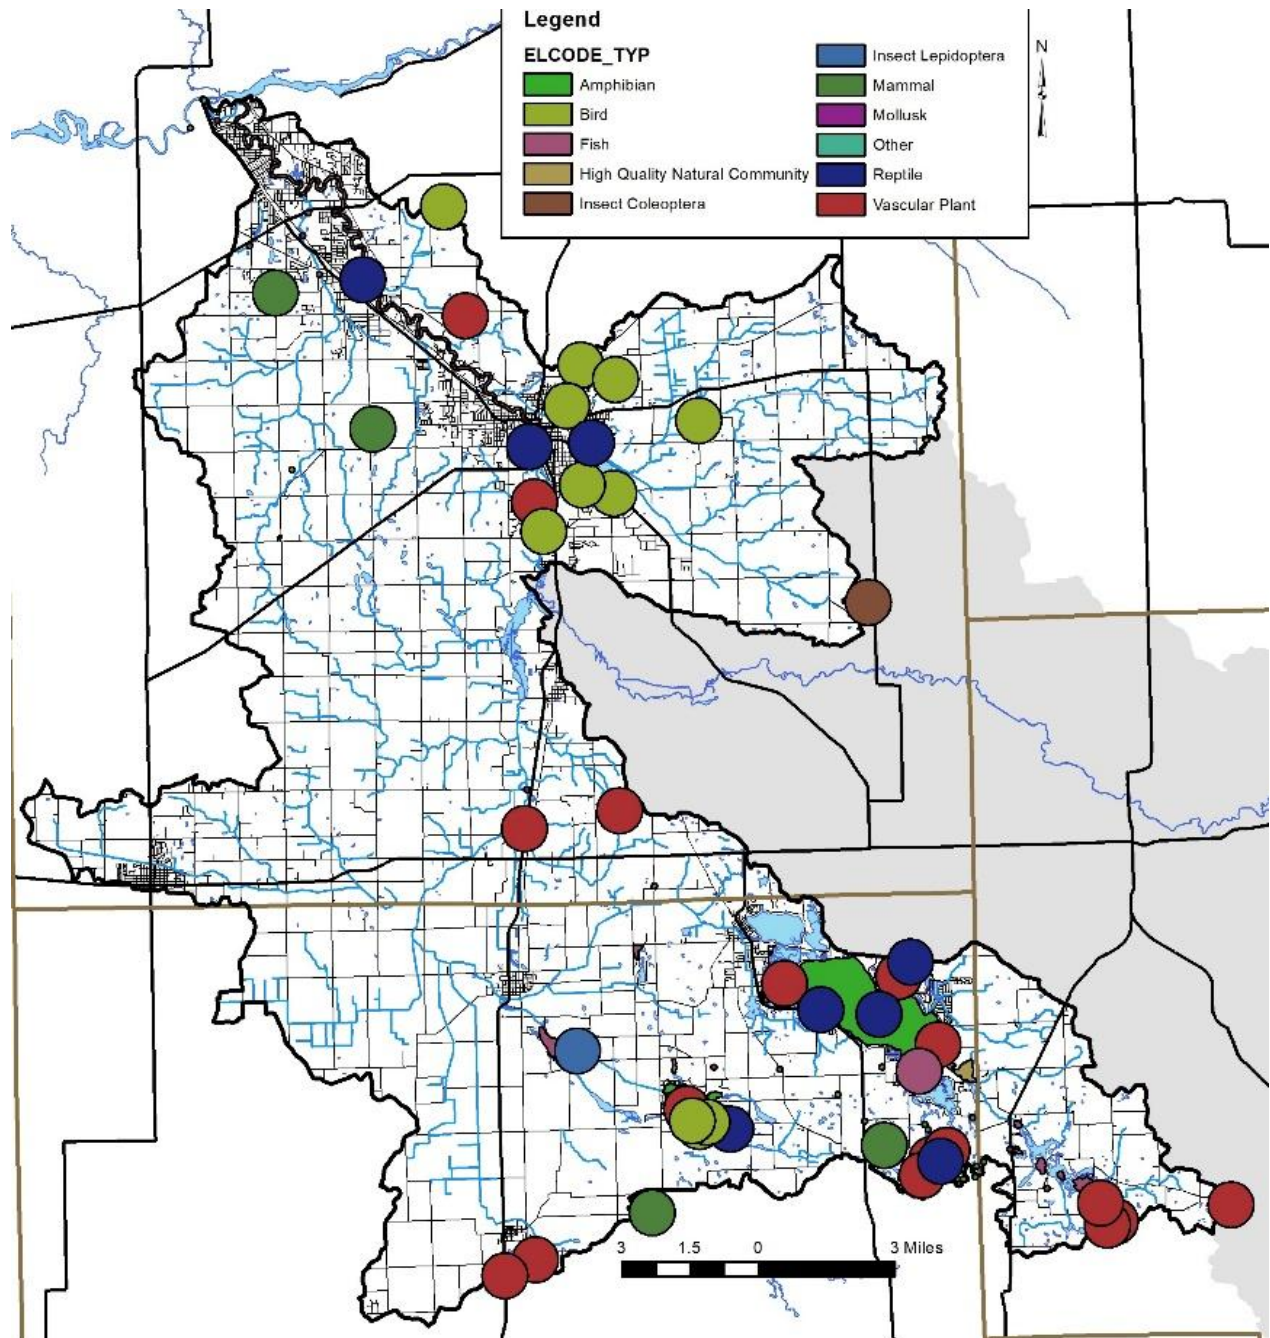 Legend
ELCODE_TYP
Amphibian
Bird
Fish
High Quality Natural Community
Insect Coleoptera
Insect Lepidoptera
Mammal
Mollusk
Other
Reptile
Vascular Plant
N
3 1.5 0 3 Miles